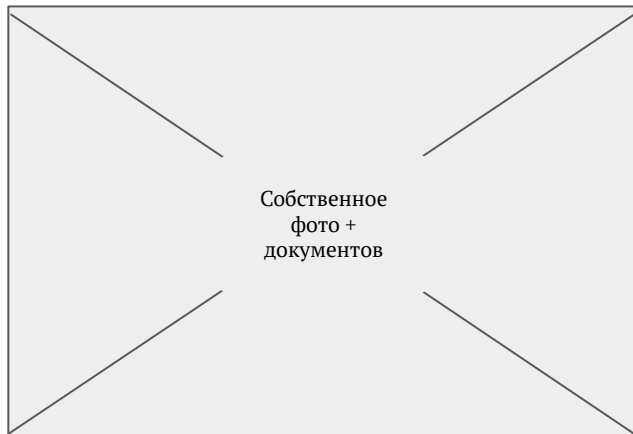 Собственное
фото +
документов